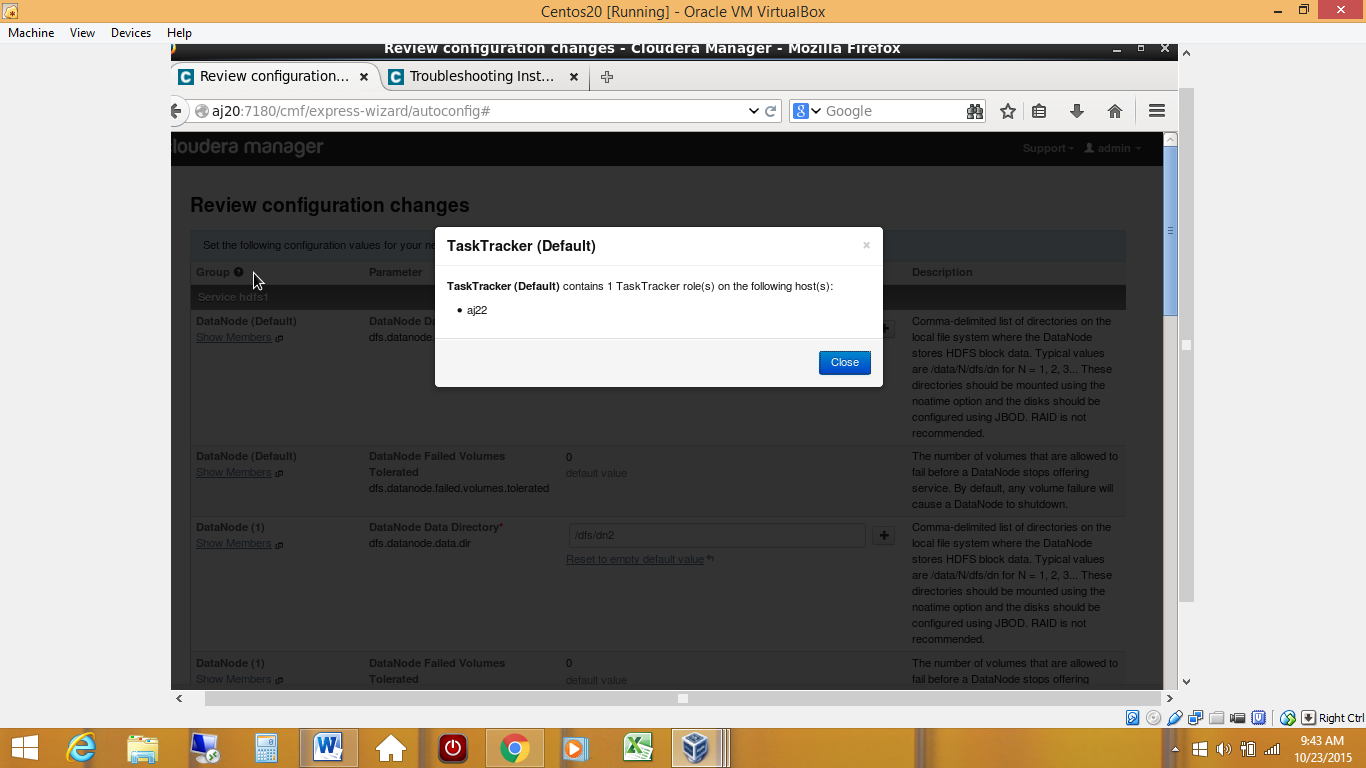 Centos20 [Running] - Oracle VM VirtualBox
Machine View Devices Help
Review configuration changes - Cloudera Manager - Mozilla Firefox
Review configuration...
Troubleshooting Inst...
aj20:7180/cmf/express-wizard/autoconfig#
Google
cloudera manager
Support
admin
Review configuration changes
Set the following configuration values for your ne
Group
Parameter
Description
Service hdfs1
TaskTracker (Default)
TaskTracker (Default) contains 1 TaskTracker role(s) on the following host(s):
aj22
Close
DataNode (Default)
Show Members
DataNode Da
dfs.datanode.
Comma-delimited list of directories on the
local file system where the DataNode
stores HDFS block data. Typical values
are /data/N/dfs/dn for N = 1, 2, 3... These
directories should be mounted using the
noatime option and the disks should be
configured using JBOD. RAID is not
recommended.
DataNode (Default)
Show Members
DataNode Failed Volumes
Tolerated
dfs.datanode.failed.volumes.tolerated
0
default value
The number of volumes that are allowed to
fail before a DataNode stops offering
service. By default, any volume failure will
cause a DataNode to shutdown.
DataNode (1)
Show Members
DataNode Data Directory*
dfs.datanode.data.dir
/dfs/dn2
Reset to empty default value
Comma-delimited list of directories on the
local file system where the DataNode
stores HDFS block data. Typical values
are /data/N/dfs/dn for N = 1, 2, 3... These
directories should be mounted using the
noatime option and the disks should be
configured using JBOD. RAID is not
recommended.
DataNode (1)
Show Members
DataNode Failed Volumes
Tolerated
0
default value
The number of volumes that are allowed to
fail before a DataNode stops offering
Right Ctrl
9:43 AM
10/23/2015